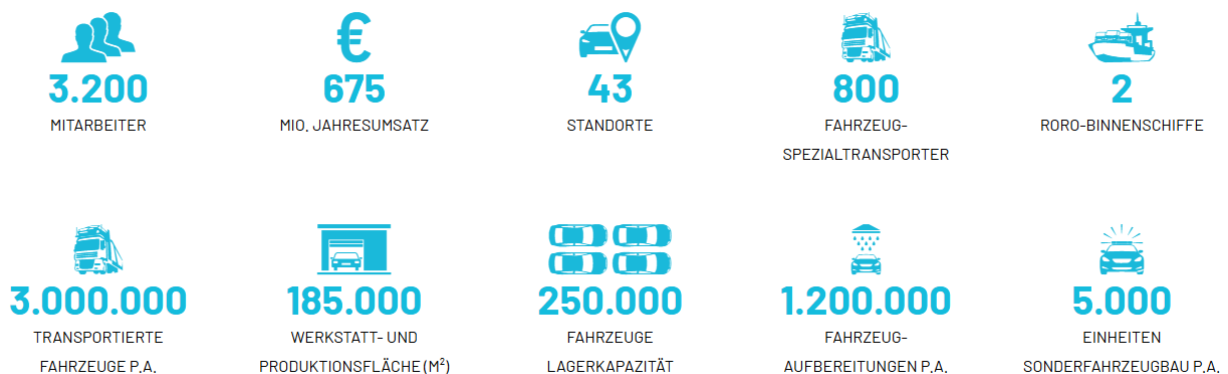 €
3.200
MITARBEITER
675
MIO. JAHRESUMSATZ
43
STANDORTE
800
FAHRZEUG-
SPEZIALTRANSPORTER
2
RORO-BINNENSCHIFFE
3.000.000
TRANSPORTIERTE
FAHRZEUGE P.A.
185.000
WERKSTATT- UND
PRODUKTIONSFLÄCHE (M²)
250.000
FAHRZEUGE
LAGERKAPAZITÄT
1.200.000
FAHRZEUG-
AUFBEREITUNGEN P.A.
5.000
EINHEITEN
SONDERFAHRZEUGBAU P.A.